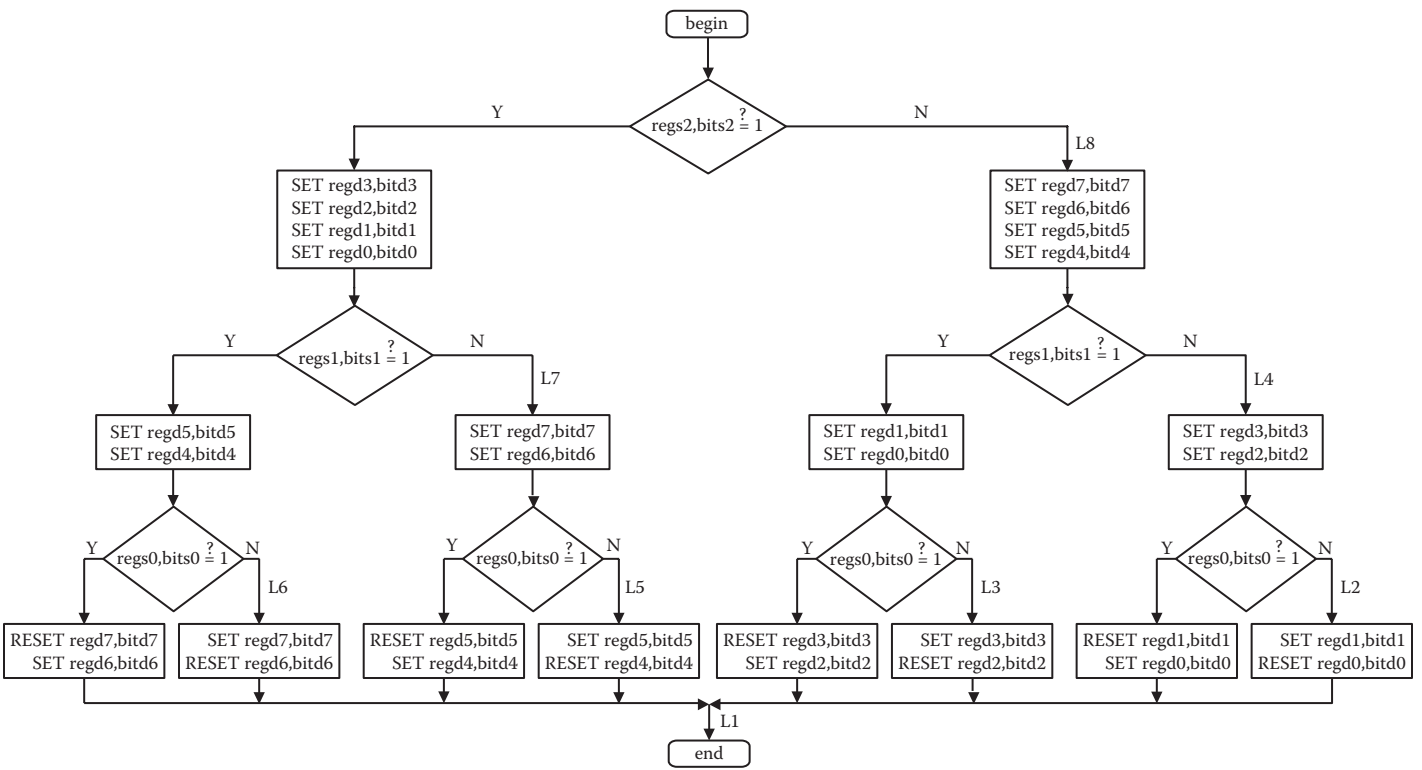 begin
regs2,bits2 ≟ 1
Y
N
L8
SET regd3,bitd3
SET regd2,bitd2
SET regd1,bitd1
SET regd0,bitd0
SET regd7,bitd7
SET regd6,bitd6
SET regd5,bitd5
SET regd4,bitd4
Y
regs1,bits1 ≟ 1
N
L7
Y
regs1,bits1 ≟ 1
N
L4
SET regd5,bitd5
SET regd4,bitd4
SET regd7,bitd7
SET regd6,bitd6
SET regd1,bitd1
SET regd0,bitd0
SET regd3,bitd3
SET regd2,bitd2
Y
regs0,bits0 ≟ 1
N
L6
Y
regs0,bits0 ≟ 1
N
L5
Y
regs0,bits0 ≟ 1
N
L3
Y
regs0,bits0 ≟ 1
N
L2
RESET regd7,bitd7
SET regd6,bitd6
SET regd7,bitd7
RESET regd6,bitd6
RESET regd5,bitd5
SET regd4,bitd4
SET regd5,bitd5
RESET regd4,bitd4
RESET regd3,bitd3
SET regd2,bitd2
SET regd3,bitd3
RESET regd2,bitd2
RESET regd1,bitd1
SET regd0,bitd0
SET regd1,bitd1
RESET regd0,bitd0
L1
end